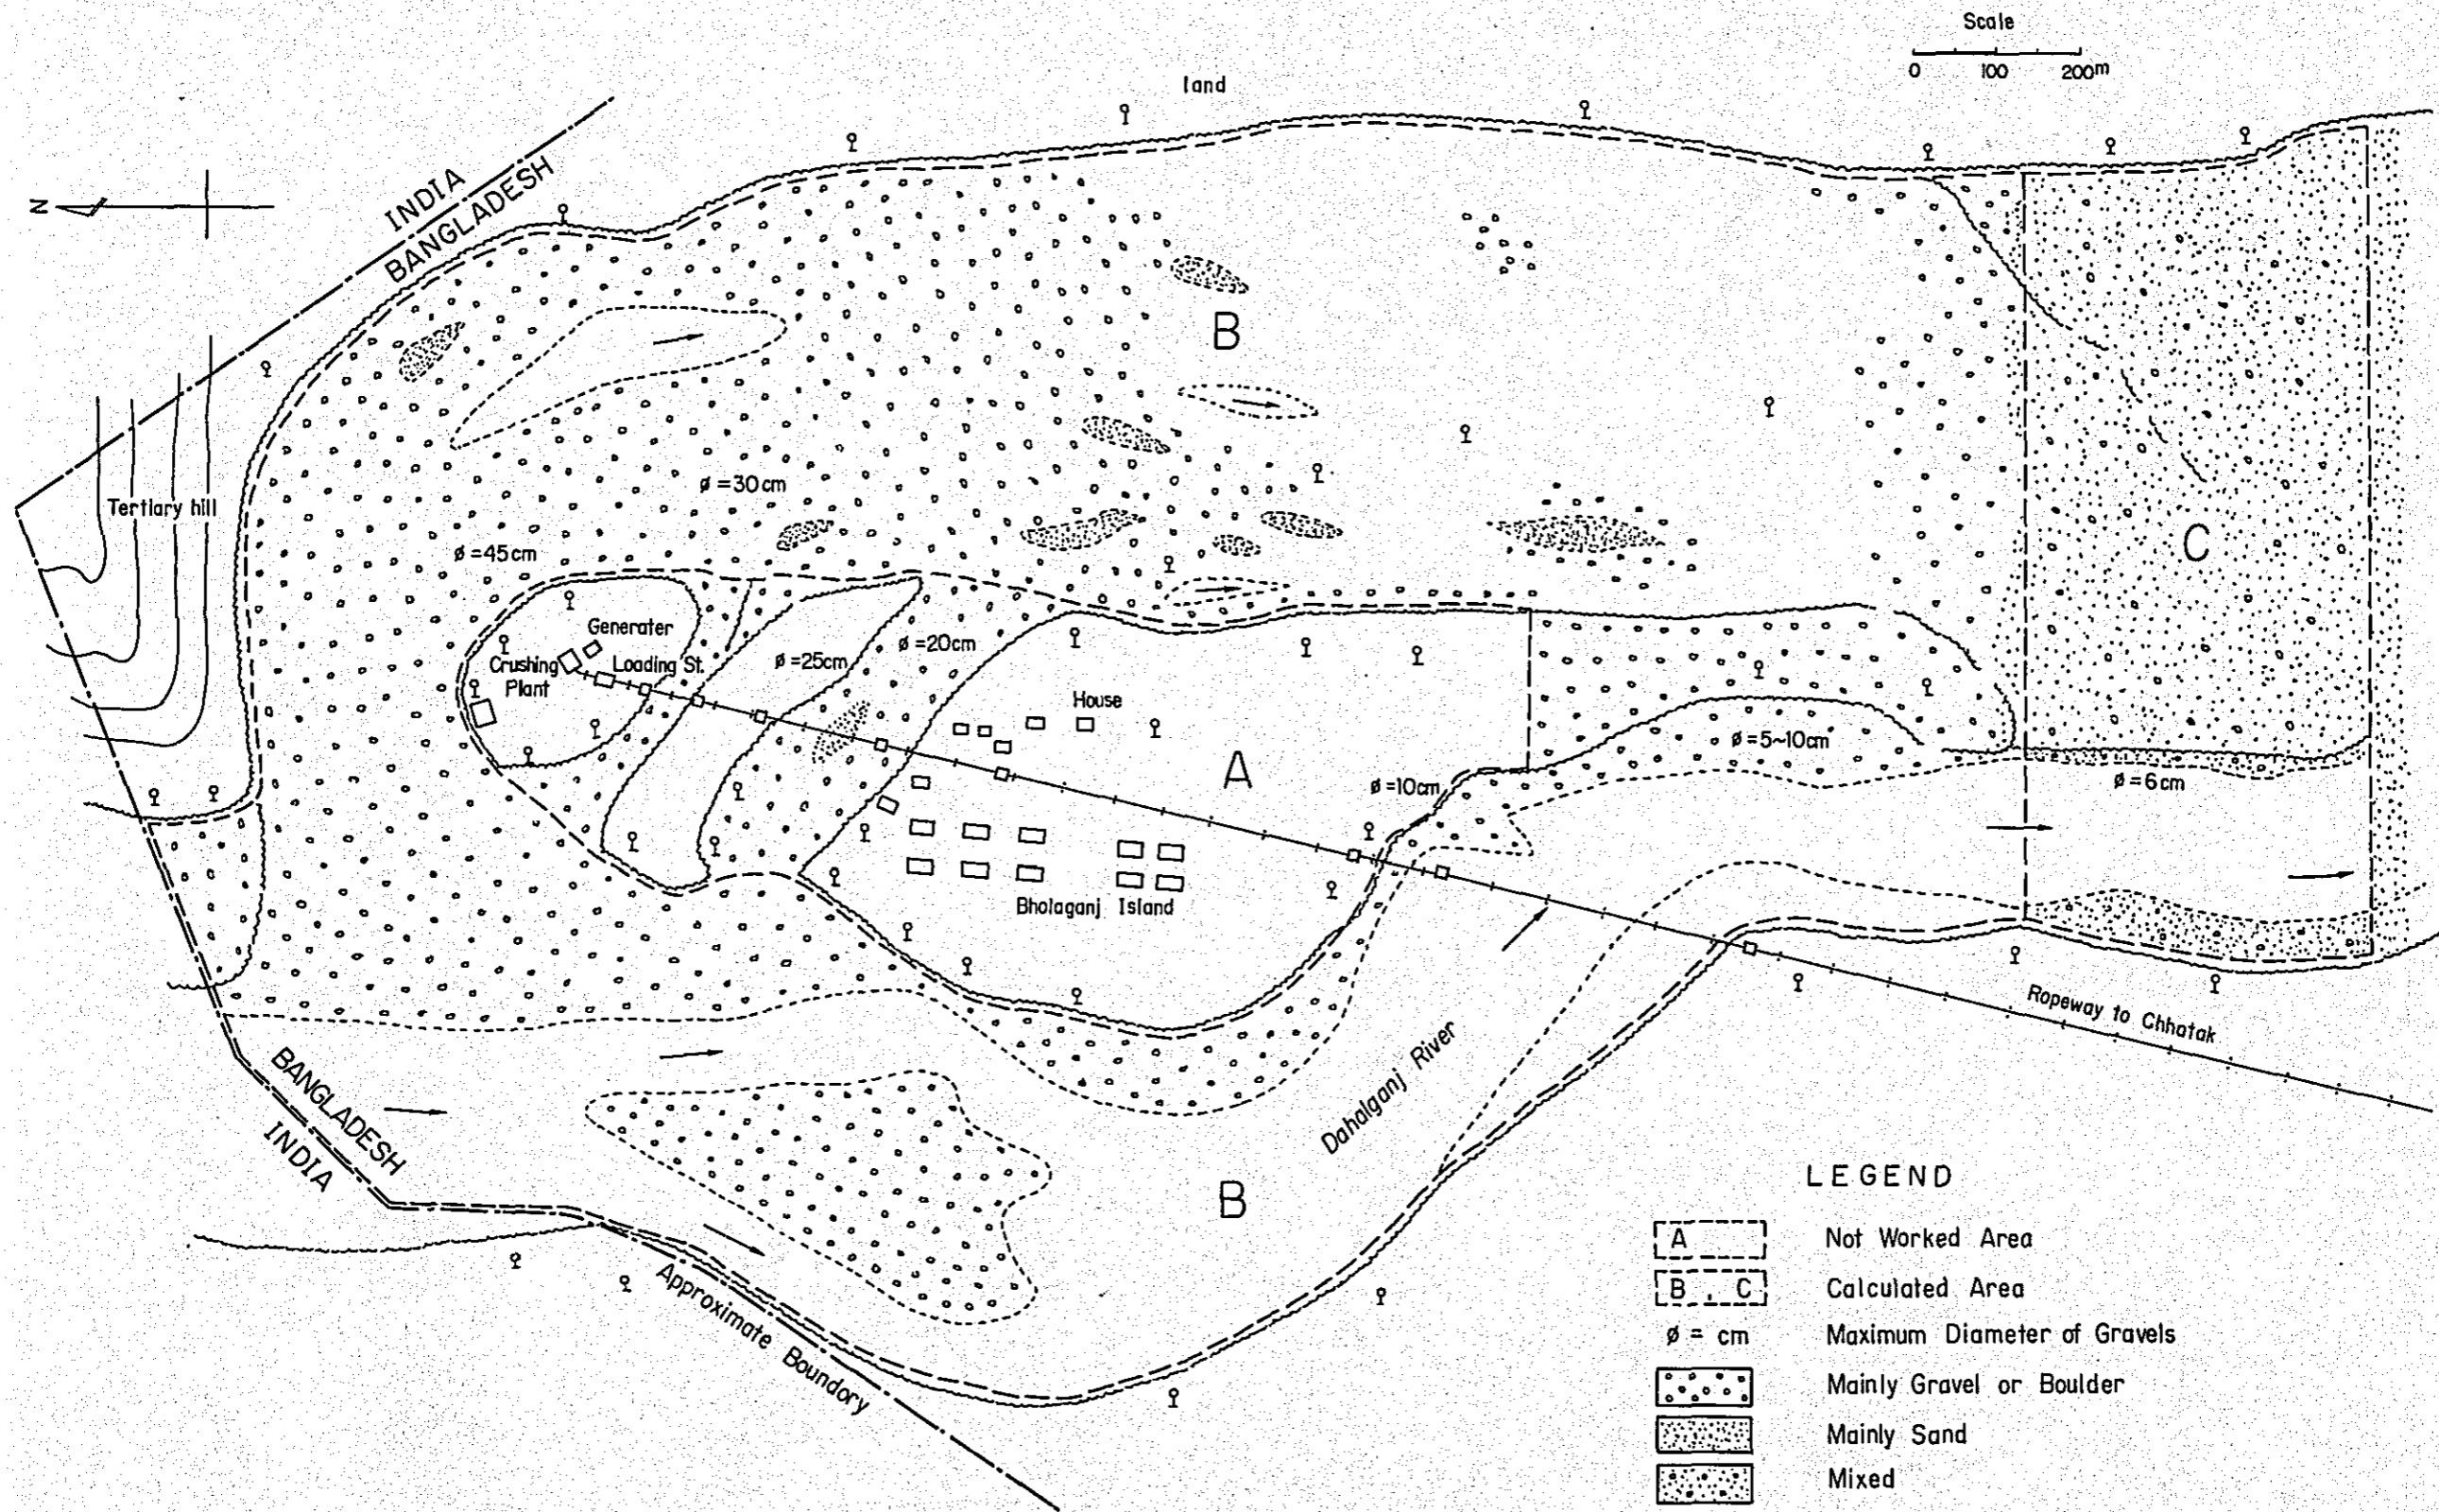 Scale
0 100 200m
land
N
INDIA
BANGLADESH
B
Tertiary hill
ø = 30 cm
ø = 45 cm
C
Generater
Crushing
Plant
Loading St.
ø = 25cm
ø = 20cm
House
A
ø = 5~10cm
ø = 10cm
ø = 6cm
Bholaganj Island
Ropeway to Chhatak
Dahalganj River
BANGLADESH
INDIA
B
Approximate Boundory
LEGEND
A Not Worked Area
B , C Calculated Area
ø = cm Maximum Diameter of Gravels
Mainly Gravel or Boulder
Mainly Sand
Mixed